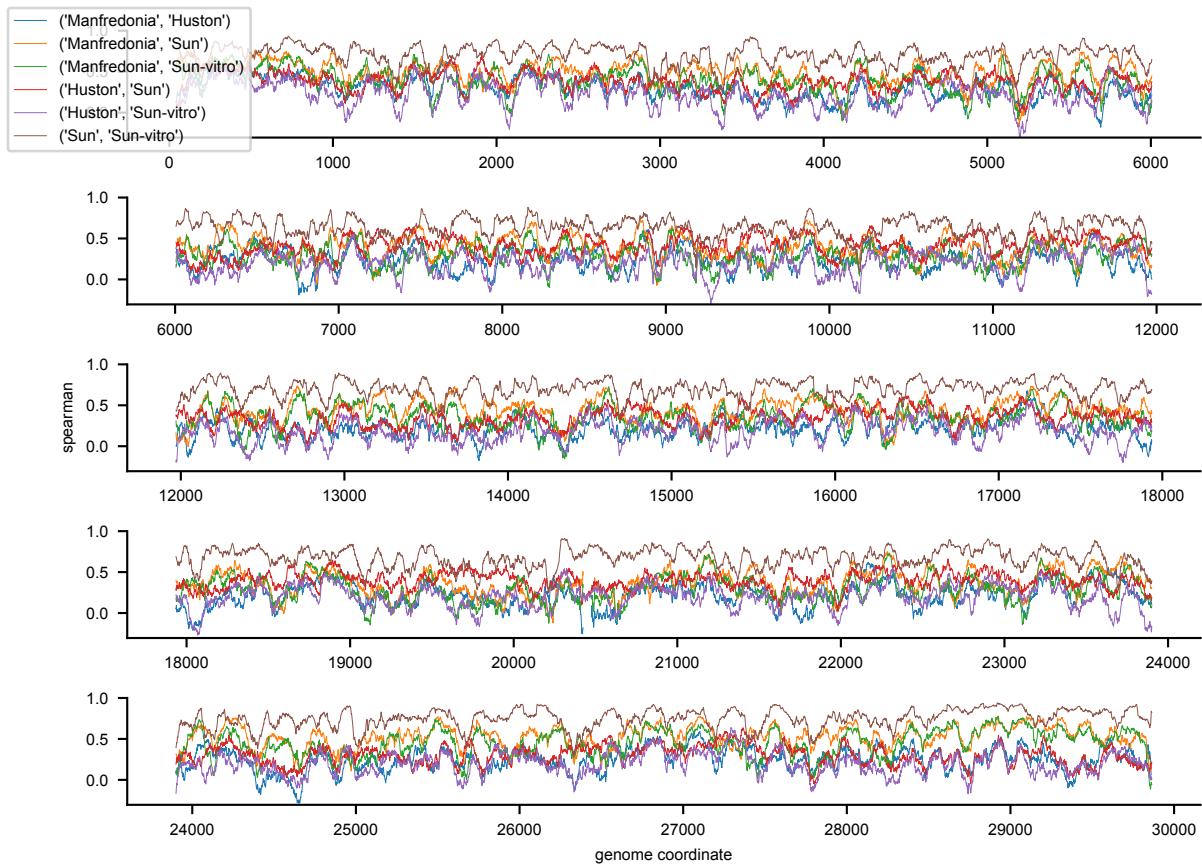 ('Manfredonia', 'Huston')
('Manfredonia', 'Sun')
('Manfredonia', 'Sun-vitro')
('Huston', 'Sun')
('Huston', 'Sun-vitro')
('Sun', 'Sun-vitro')
1.0
0 1000 2000 3000 4000 5000 6000
1.0
0.5
0.0
6000 7000 8000 9000 10000 11000 12000
spearman
1.0
0.5
0.0
12000 13000 14000 15000 16000 17000 18000
1.0
0.5
0.0
18000 19000 20000 21000 22000 23000 24000
1.0
0.5
0.0
24000 25000 26000 27000 28000 29000 30000
genome coordinate